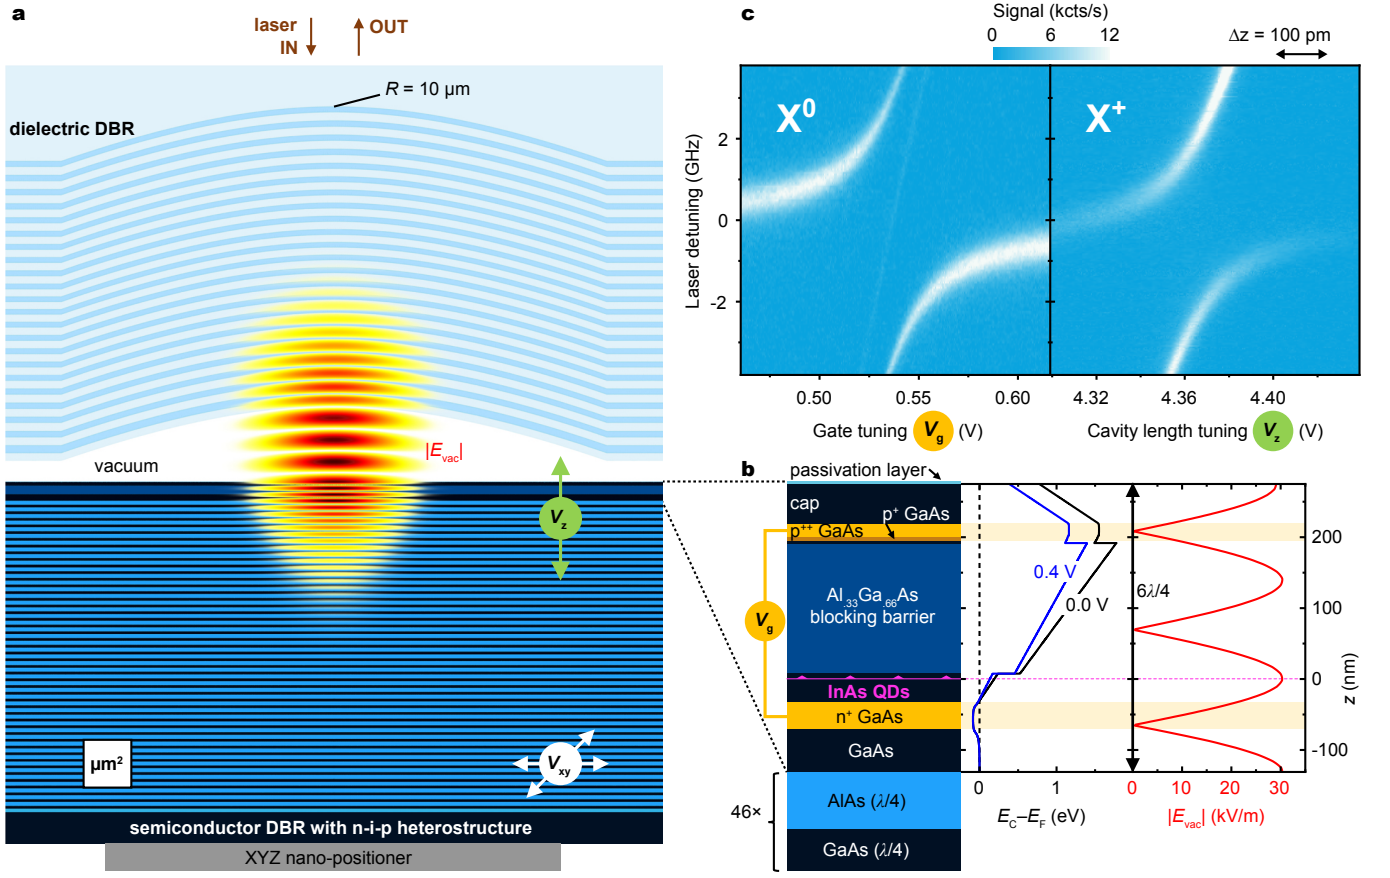 a
laser
IN
OUT
R = 10 μm
dielectric DBR
|Evac|
vacuum
Vz
μm²
Vxy
semiconductor DBR with n-i-p heterostructure
XYZ nano-positioner
c
Signal (kcts/s)
0 6 12
Δz = 100 pm
X⁰
X⁺
Laser detuning (GHz)
2
0
-2
0.50 0.55 0.60
4.32 4.36 4.40
Gate tuning Vg (V)
Cavity length tuning Vz (V)
b
passivation layer
cap
p⁺ GaAs
p⁺⁺ GaAs
Al.33Ga.66As
blocking barrier
Vg
InAs QDs
n⁺ GaAs
GaAs
46×
AlAs (λ/4)
GaAs (λ/4)
0.4 V
0.0 V
6λ/4
0 1
EC–EF (eV)
0 10 20 30
|Evac| (kV/m)
200
100
0
-100
z (nm)